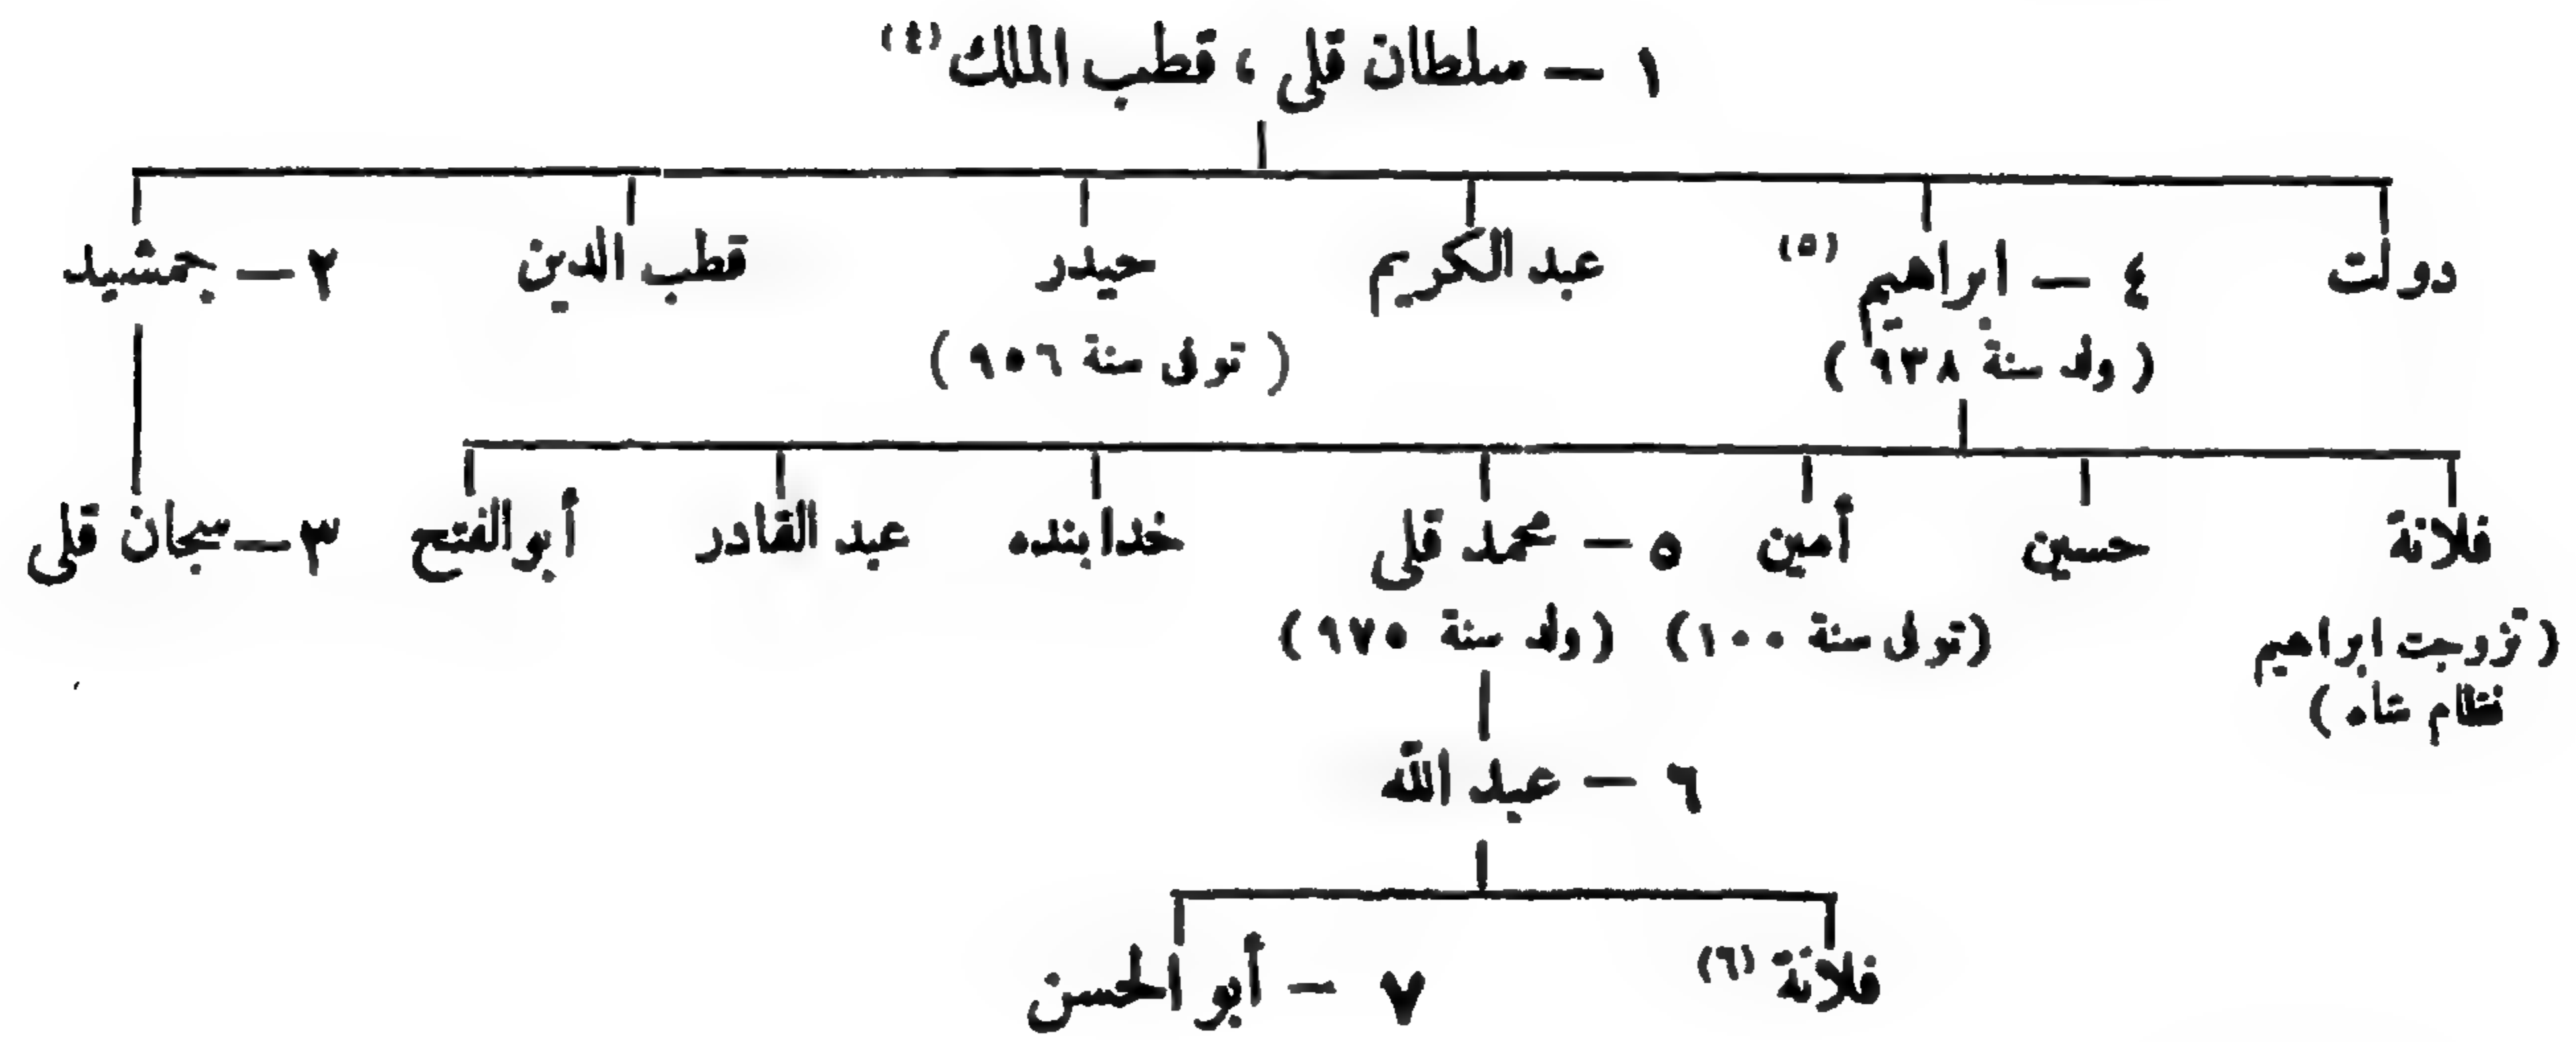 ١ – سلطان قلى ، قطب الملك (٤)
دولت
٤ – ابراهيم (٥)
(ولد سنة ٩٣٨)
عبد الكريم
حيدر
(توفى سنة ٩٥٦)
قطب الدين
٢ – جمشيد
فلانة
(تزوجت ابراهيم
نظام شاه)
حسين
أمين
(توفى سنة ١٠٠)
٥ – محمد قلى
(ولد سنة ٩٧٥)
خدابنده
عبد القادر
أبو الفتح
٣ – سبحان قلى
٦ – عبد الله
فلانة (٦)
٧ – أبو الحسن